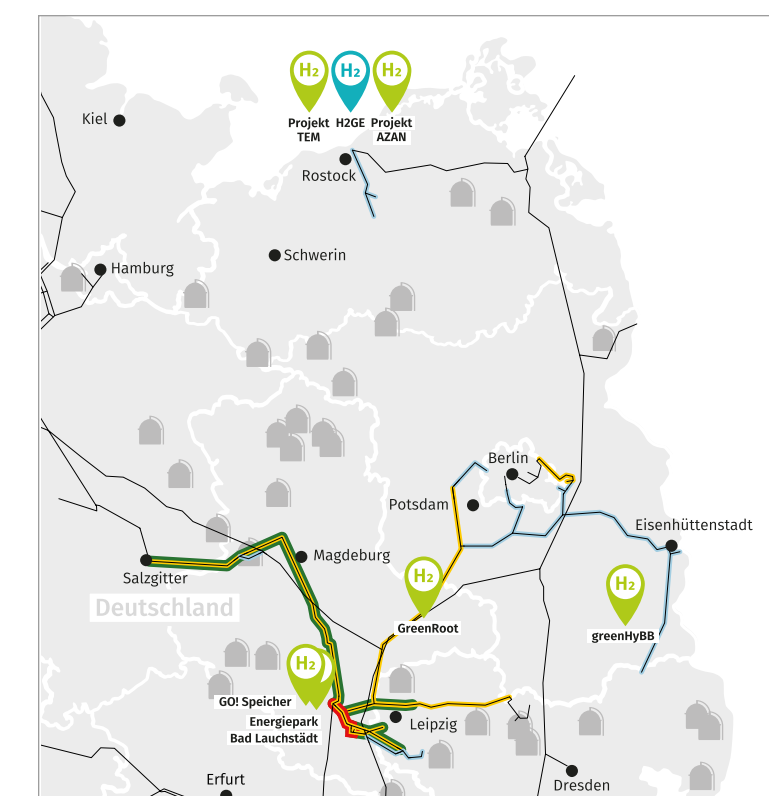 H2
H2
H2
Projekt
TEM
H2GE
Projekt
AZAN
Kiel
Rostock
Schwerin
Hamburg
Berlin
Potsdam
Eisenhüttenstadt
Magdeburg
Salzgitter
Deutschland
H2
GreenRoot
H2
greenHyBB
H2
GO! Speicher
Energiepark
Bad Lauchstädt
Leipzig
Erfurt
Dresden